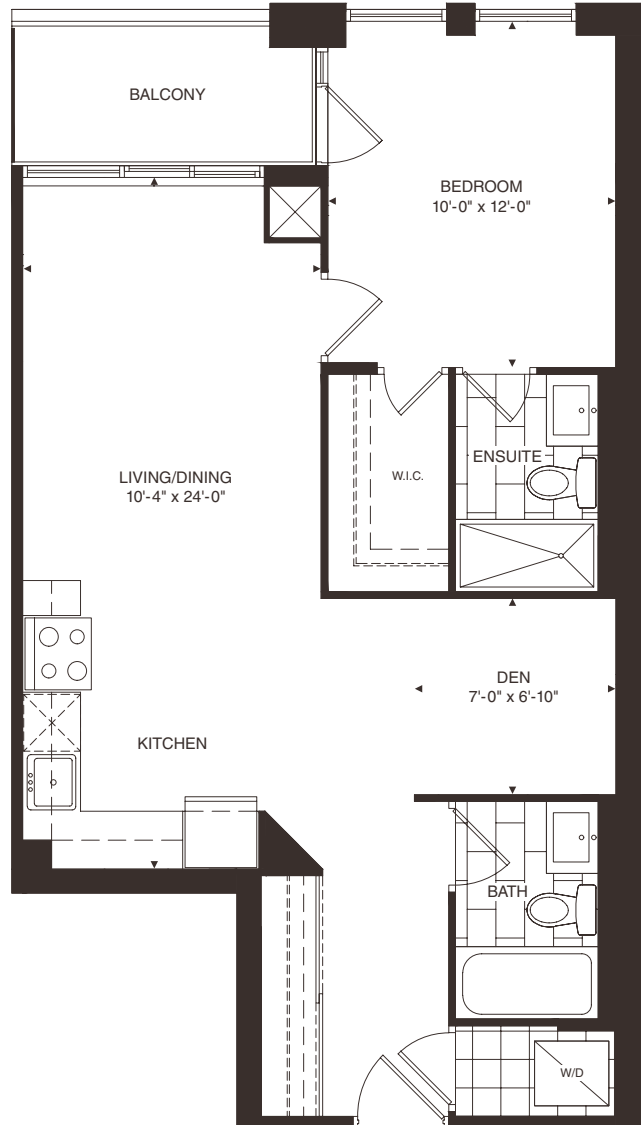 BALCONY
BEDROOM
10'-0" x 12'-0"
LIVING/DINING
10'-4" x 24'-0"
W.I.C.
ENSUITE
DEN
7'-0" x 6'-10"
KITCHEN
BATH
W/D